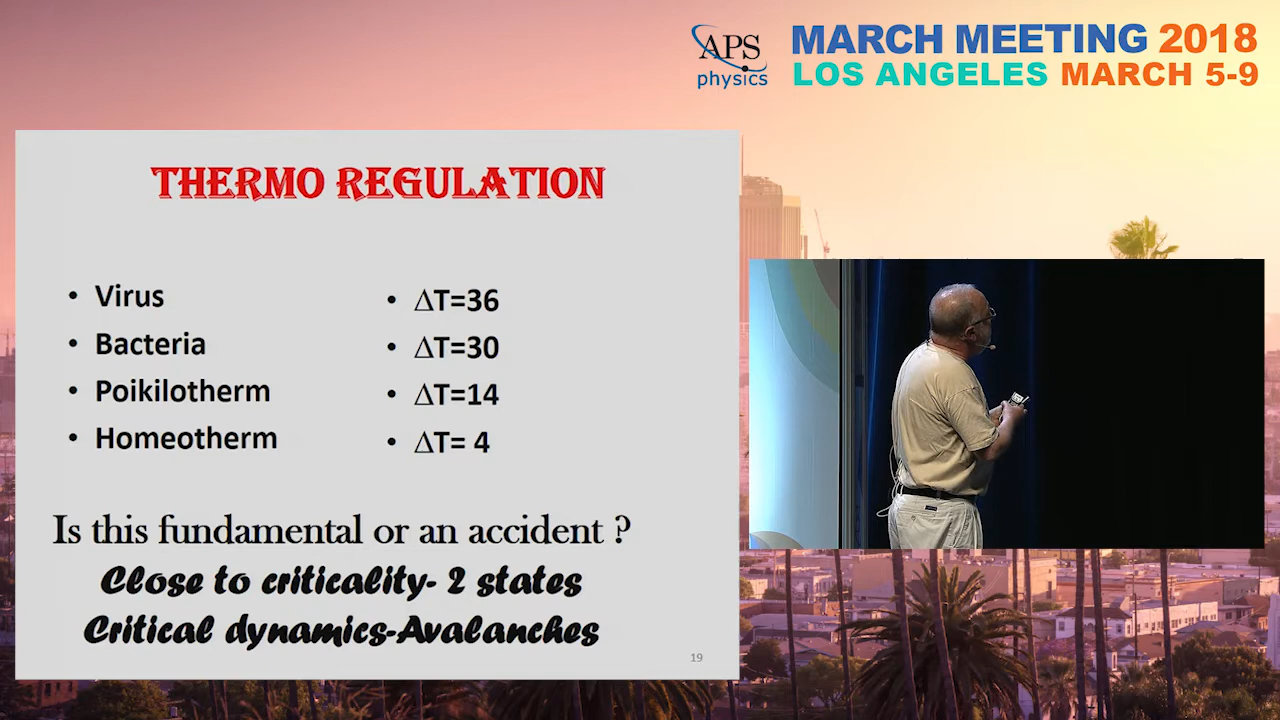 APS
physics
MARCH MEETING 2018
LOS ANGELES MARCH 5-9
THERMO REGULATION
• Virus
• Bacteria
• Poikilotherm
• Homeotherm
• ΔT=36
• ΔT=30
• ΔT=14
• ΔT= 4
Is this fundamental or an accident ?
Close to criticality- 2 states
Critical dynamics-Avalanches
19